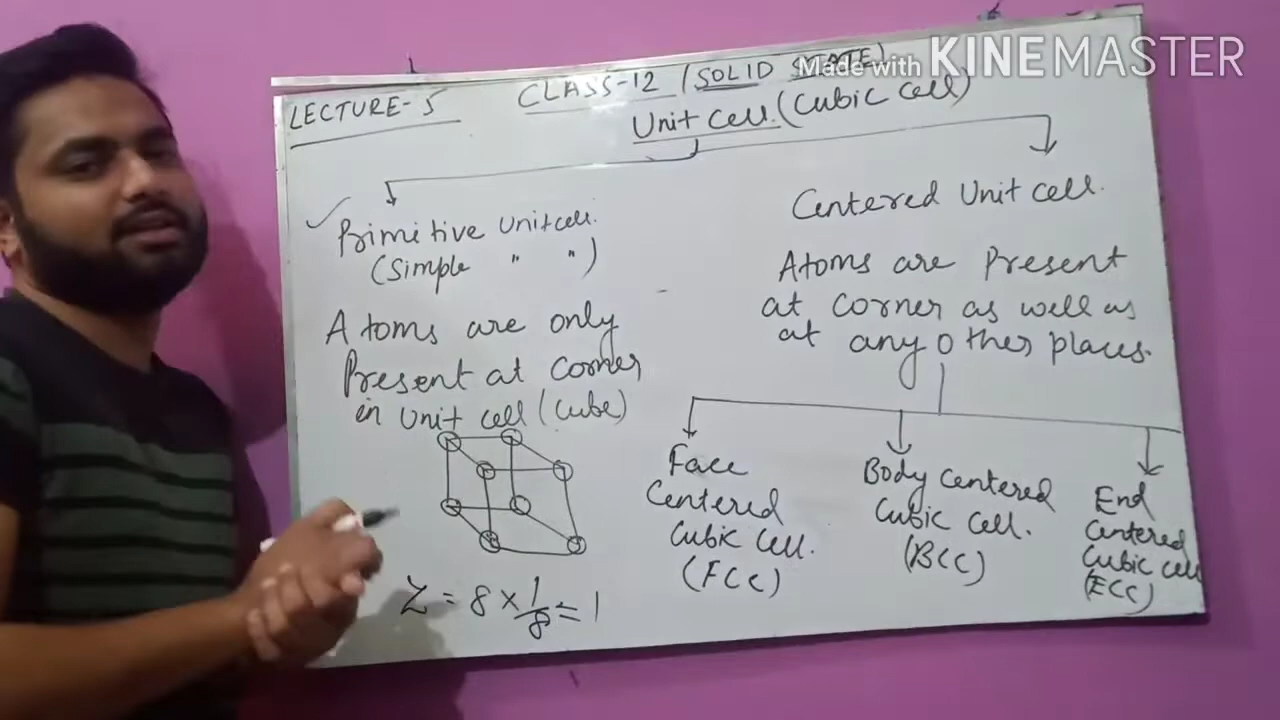 Made with KINEMASTER
LECTURE-5
CLASS-12 (SOLID STATE)
Unit Cell. (Cubic Cell)
Primitive Unit cell.
(Simple " ")
Atoms are only
Present at Corner
in Unit cell (Cube)
Z = 8 × 1/8 = 1
Centered Unit cell.
Atoms are Present
at Corner as well as
at any Other places.
Face
Centered
Cubic Cell.
(FCC)
Body Centered
Cubic Cell.
(BCC)
End
Centered
Cubic cell
(ECC)